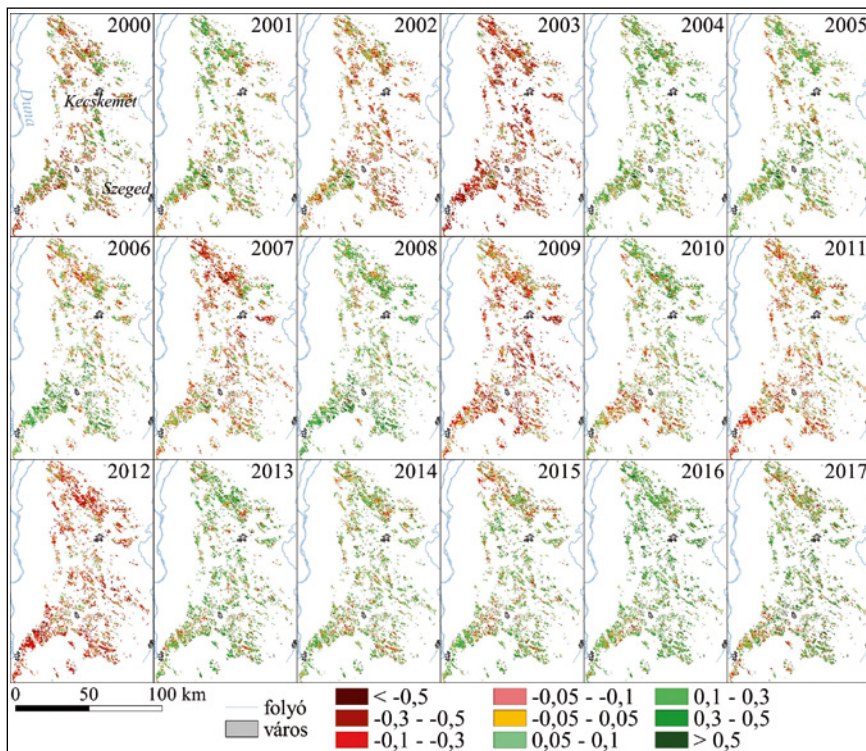 2000 2001 2002 2003 2004 2005
Duna
Kecskemét
Szeged
2006 2007 2008 2009 2010 2011
2012 2013 2014 2015 2016 2017
0 50 100 km
folyó
város
< -0,5
-0,3 - -0,5
-0,1 - -0,3
-0,05 - -0,1
-0,05 - 0,05
0,05 - 0,1
0,1 - 0,3
0,3 - 0,5
> 0,5